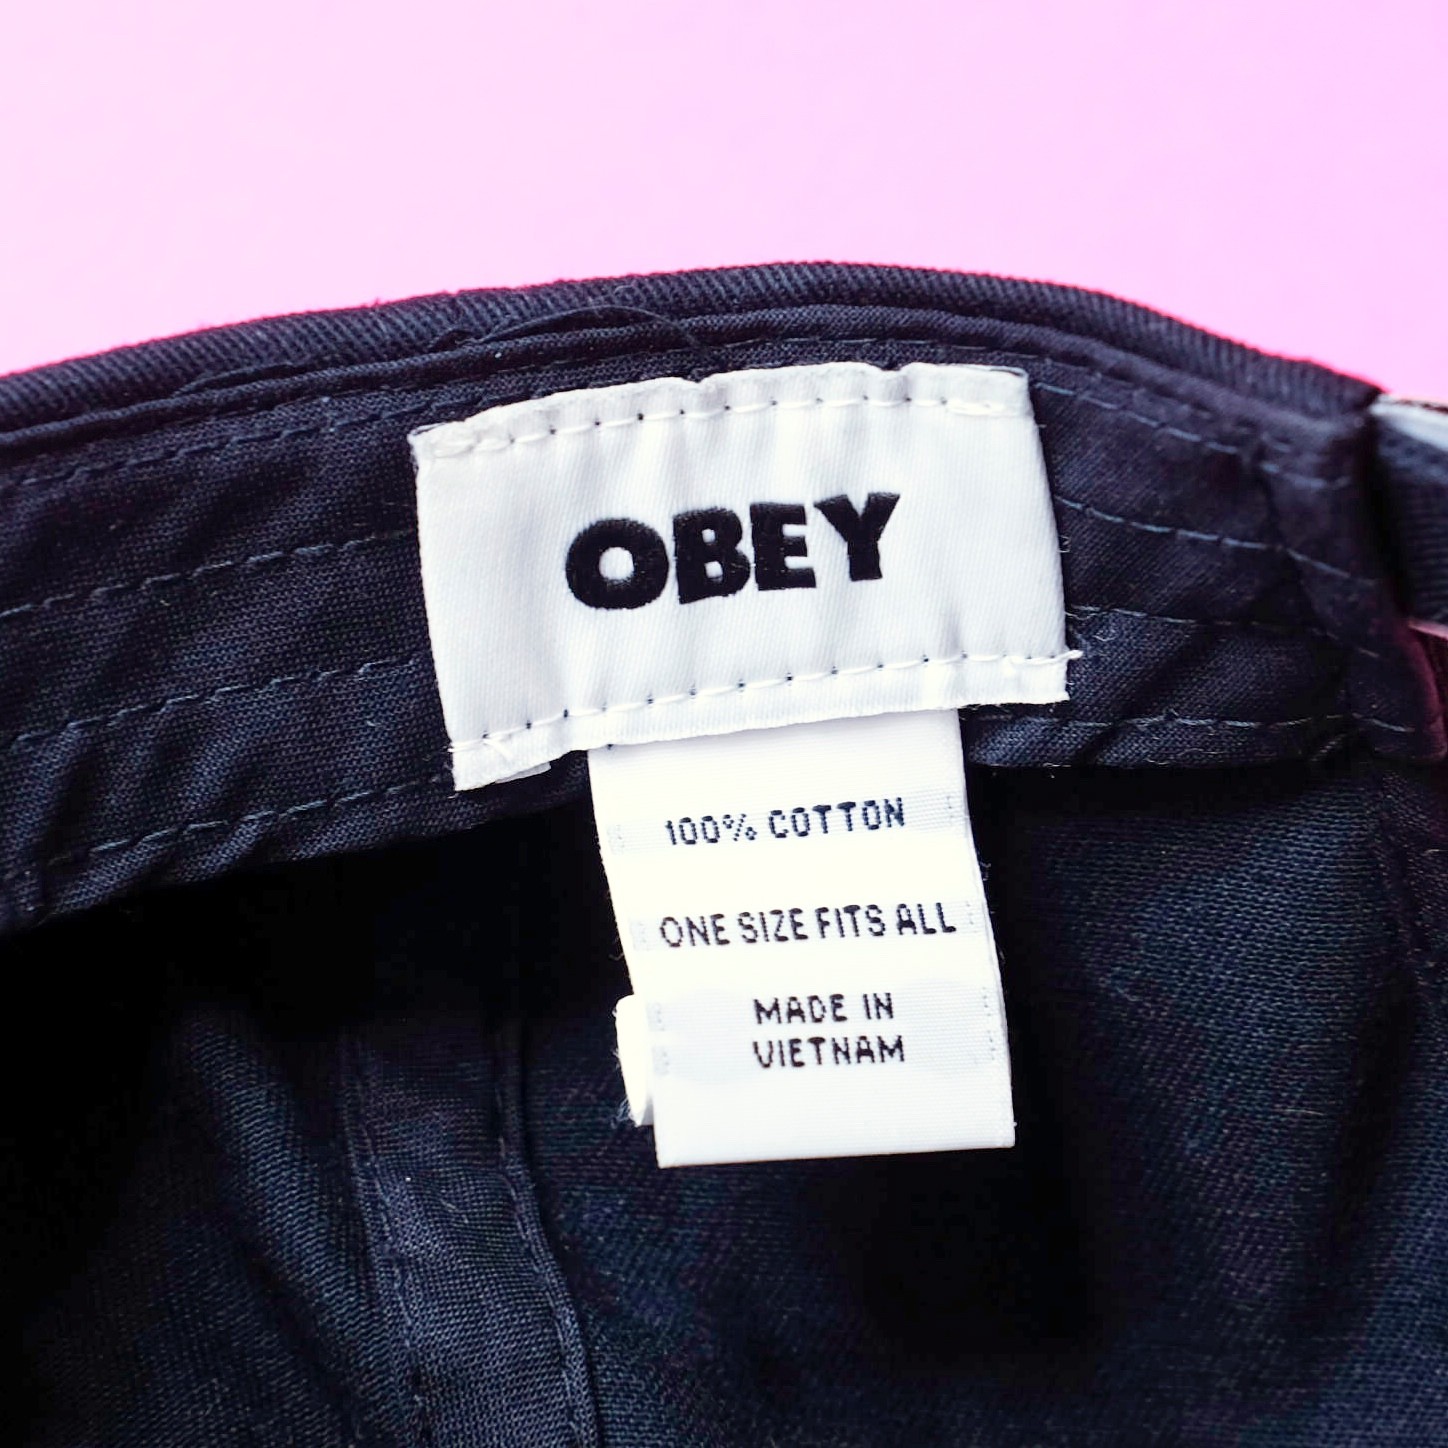 OBEY
100% COTTON
ONE SIZE FITS ALL
MADE IN
VIETNAM